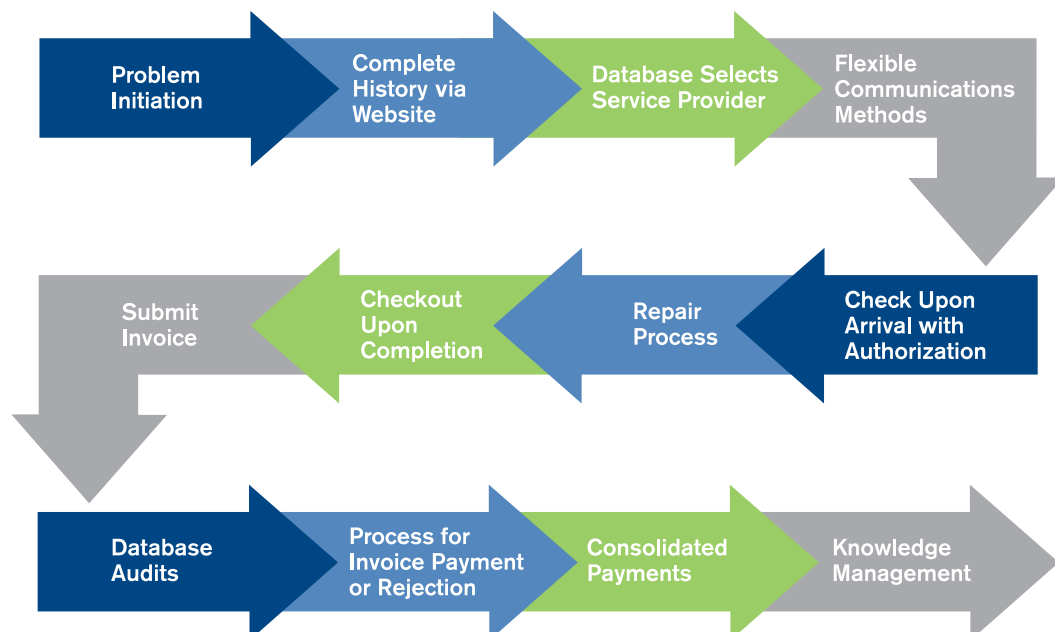 Problem
Initiation
Complete
History via
Website
Database Selects
Service Provider
Flexible
Communications
Methods
Check Upon
Arrival with
Authorization
Repair
Process
Checkout
Upon
Completion
Submit
Invoice
Database
Audits
Process for
Invoice Payment
or Rejection
Consolidated
Payments
Knowledge
Management